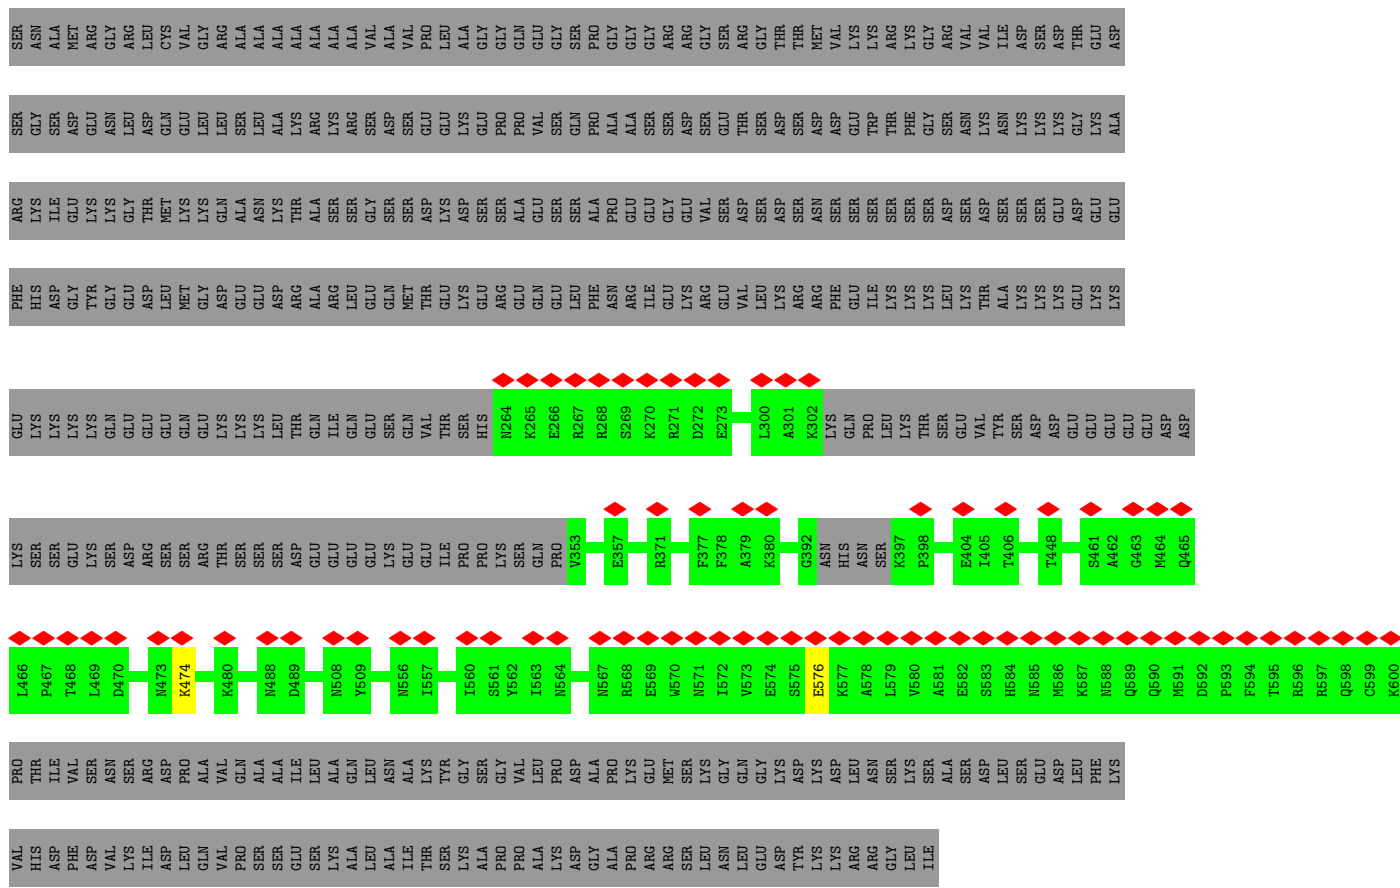 SER ASN ALA MET ARG GLY ARG LEU CYS VAL GLY ARG ALA ALA ALA ALA ALA ALA ALA VAL ALA VAL PRO LEU ALA GLY GLY GLN GLU GLY SER PRO GLY GLY GLY ARG ARG GLY SER ARG GLY THR THR MET VAL LYS LYS ARG LYS GLY ARG VAL VAL ILE ASP SER ASP THR GLU ASP
SER GLY SER ASP GLU ASN LEU ASP GLN GLU LEU LEU SER LEU ALA LYS ARG LYS ARG SER ASP SER GLU GLU LYS GLU PRO PRO VAL SER GLN PRO ALA ALA SER SER ASP SER GLU THR SER ASP SER ASP ASP GLU TRP THR PHE GLY SER ASN LYS ASN LYS LYS LYS GLY LYS ALA
ARG LYS ILE GLU LYS LYS GLY THR MET LYS LYS GLN ALA ASN LYS THR ALA SER SER GLY SER SER ASP LYS ASP SER SER ALA GLU SER SER ALA PRO GLU GLU GLY GLU VAL SER ASP SER ASP SER ASN SER SER SER SER SER SER ASP SER ASP SER SER SER GLU ASP GLU GLU
PHE HIS ASP GLY TYR GLY GLU ASP LEU MET GLY ASP GLU GLU ASP ARG ALA ARG LEU GLU GLN MET THR GLU LYS GLU ARG GLU GLN GLU LEU PHE ASN ARG ILE GLU LYS ARG GLU VAL LEU LYS ARG ARG PHE GLU ILE LYS LYS LYS LEU LYS THR ALA LYS LYS LYS GLU LYS LYS
GLU LYS LYS LYS LYS GLN GLU GLU GLU GLN GLU LYS LYS LYS LEU THR GLN ILE GLN GLU SER GLN VAL THR SER HIS N264 K265 E266 R267 R268 S269 K270 R271 D272 E273 L300 A301 K302 LYS GLN PRO LEU LYS THR SER GLU VAL TYR SER ASP ASP GLU GLU GLU GLU GLU ASP ASP
LYS SER SER GLU LYS SER ASP ARG SER SER ARG THR SER SER SER ASP GLU GLU GLU GLU LYS GLU GLU ILE PRO PRO LYS SER GLN PRO V353 E357 R371 F377 F378 A379 K380 G392 ASN HIS ASN SER K397 P398 E404 I405 T406 T448 S461 A462 G463 M464 Q465
L466 P467 T468 L469 D470 N473 K474 K480 N488 D489 N508 Y509 N556 I557 I560 S561 Y562 I563 N564 N567 R568 E569 W570 N571 I572 V573 E574 S575 E576 K577 A578 L579 V580 A581 E582 S583 H584 N585 M586 K587 N588 Q589 Q590 M591 D592 P593 F594 T595 R596 R597 Q598 C599 K600
PRO THR ILE VAL SER ASN SER ARG ASP PRO ALA VAL GLN ALA ALA ILE LEU ALA GLN LEU ASN ALA LYS TYR GLY SER GLY VAL LEU PRO ASP ALA PRO LYS GLU MET SER LYS GLY GLN GLY LYS ASP LYS ASP LEU ASN SER LYS SER ALA SER ASP LEU SER GLU ASP LEU PHE LYS
VAL HIS ASP PHE ASP VAL LYS ILE ASP LEU GLN VAL PRO SER SER GLU SER LYS ALA LEU ALA ILE THR SER LYS ALA PRO PRO ALA LYS ASP GLY ALA PRO ARG ARG SER LEU ASN LEU GLU ASP TYR LYS LYS ARG ARG GLY LEU ILE